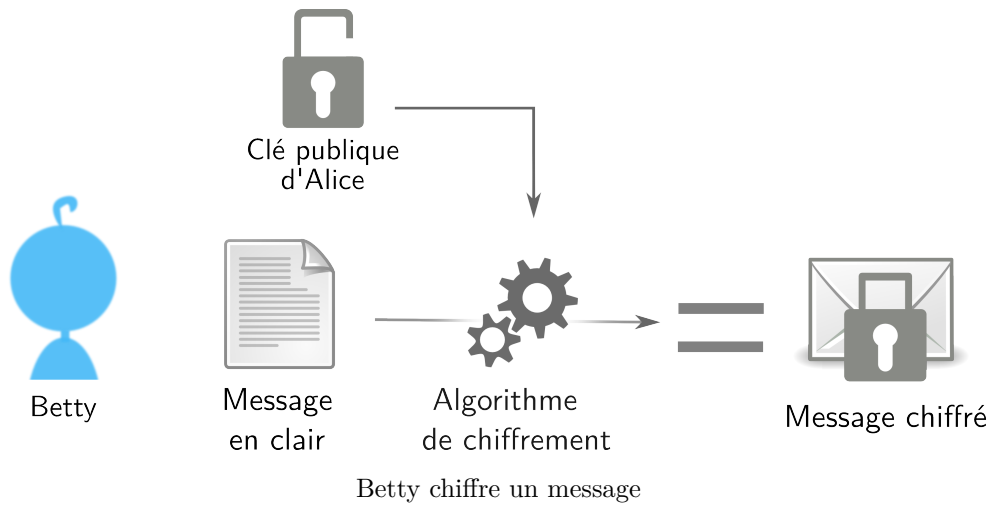 Clé publique
d'Alice
Betty
Message
en clair
Algorithme
de chiffrement
Message chiffré
Betty chiffre un message